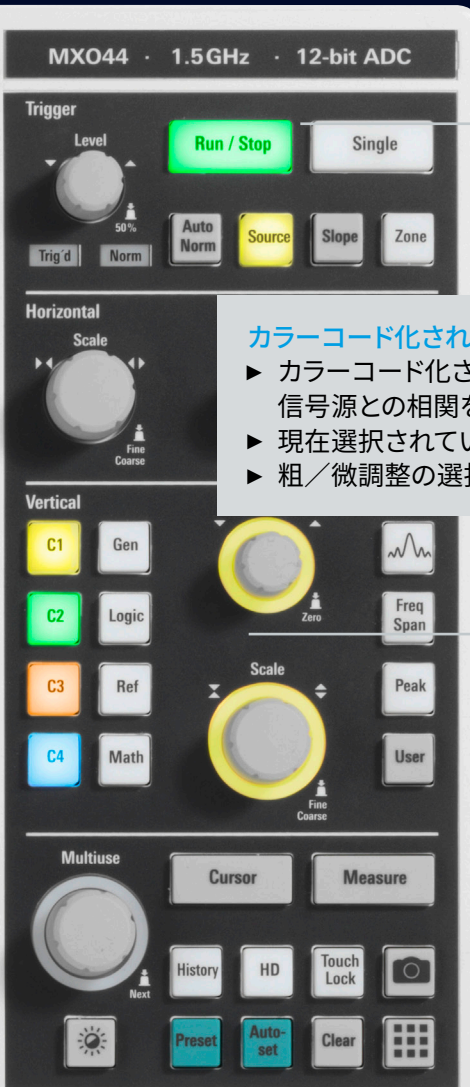 MXO44 · 1.5GHz · 12-bit ADC
Trigger
Level
Run / Stop
Single
50%
Trig´d
Norm
Auto
Norm
Source
Slope
Zone
Horizontal
Scale
Fine
Coarse
カラーコード化され
► カラーコード化さ
信号源との相関を
► 現在選択されてい
► 粗／微調整の選
Vertical
C1
Gen
Zero
C2
Logic
Freq
Span
Scale
C3
Ref
Peak
C4
Math
User
Fine
Coarse
Multiuse
Cursor
Measure
Next
History
HD
Touch
Lock
Preset
Auto-
set
Clear